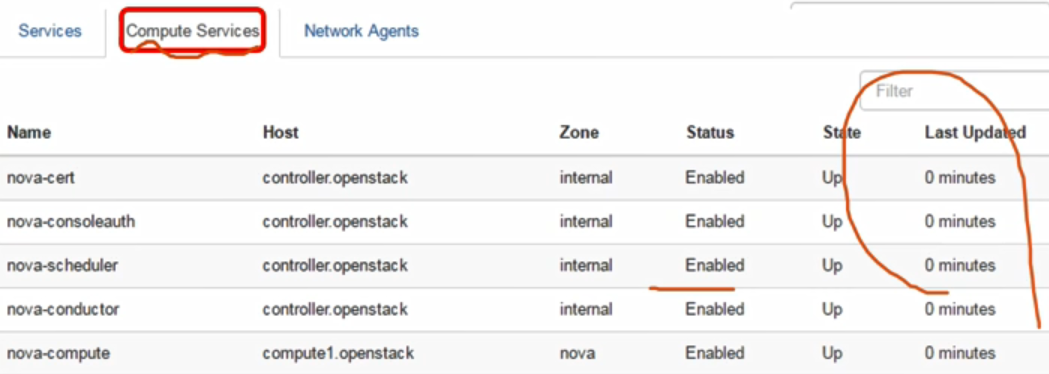 Services Compute Services Network Agents
Filter
Name Host Zone Status State Last Updated
nova-cert controller.openstack internal Enabled Up 0 minutes
nova-consoleauth controller.openstack internal Enabled Up 0 minutes
nova-scheduler controller.openstack internal Enabled Up 0 minutes
nova-conductor controller.openstack internal Enabled Up 0 minutes
nova-compute compute1.openstack nova Enabled Up 0 minutes